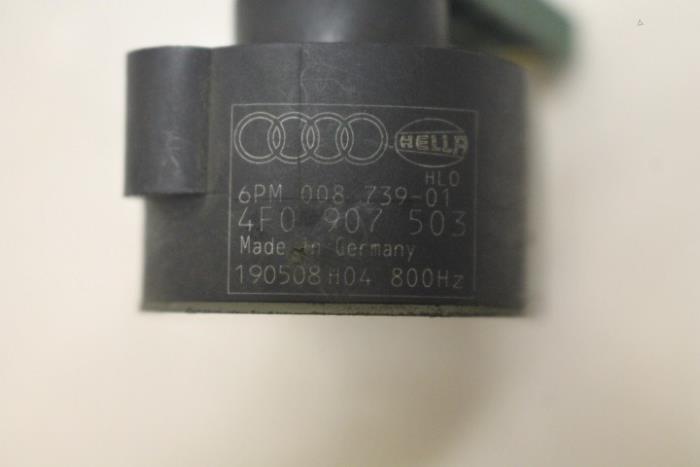 HELLA
HLO
6PM 008 739-01
4F0 907 503
Made in Germany
190508 H04 800Hz